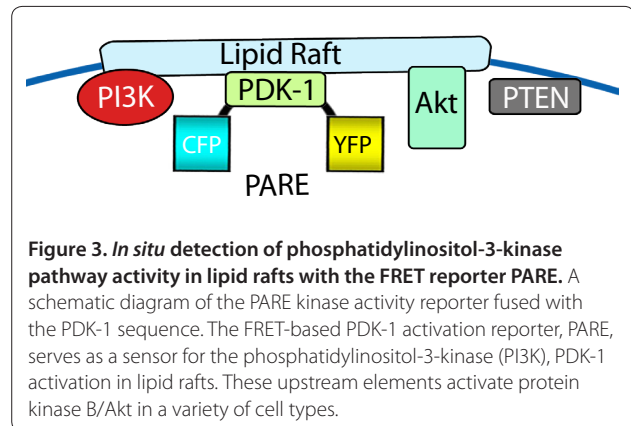 Lipid Raft
PI3K
PDK-1
Akt
PTEN
CFP
YFP
PARE
Figure 3. In situ detection of phosphatidylinositol-3-kinase
pathway activity in lipid rafts with the FRET reporter PARE. A
schematic diagram of the PARE kinase activity reporter fused with
the PDK-1 sequence. The FRET-based PDK-1 activation reporter, PARE,
serves as a sensor for the phosphatidylinositol-3-kinase (PI3K), PDK-1
activation in lipid rafts. These upstream elements activate protein
kinase B/Akt in a variety of cell types.